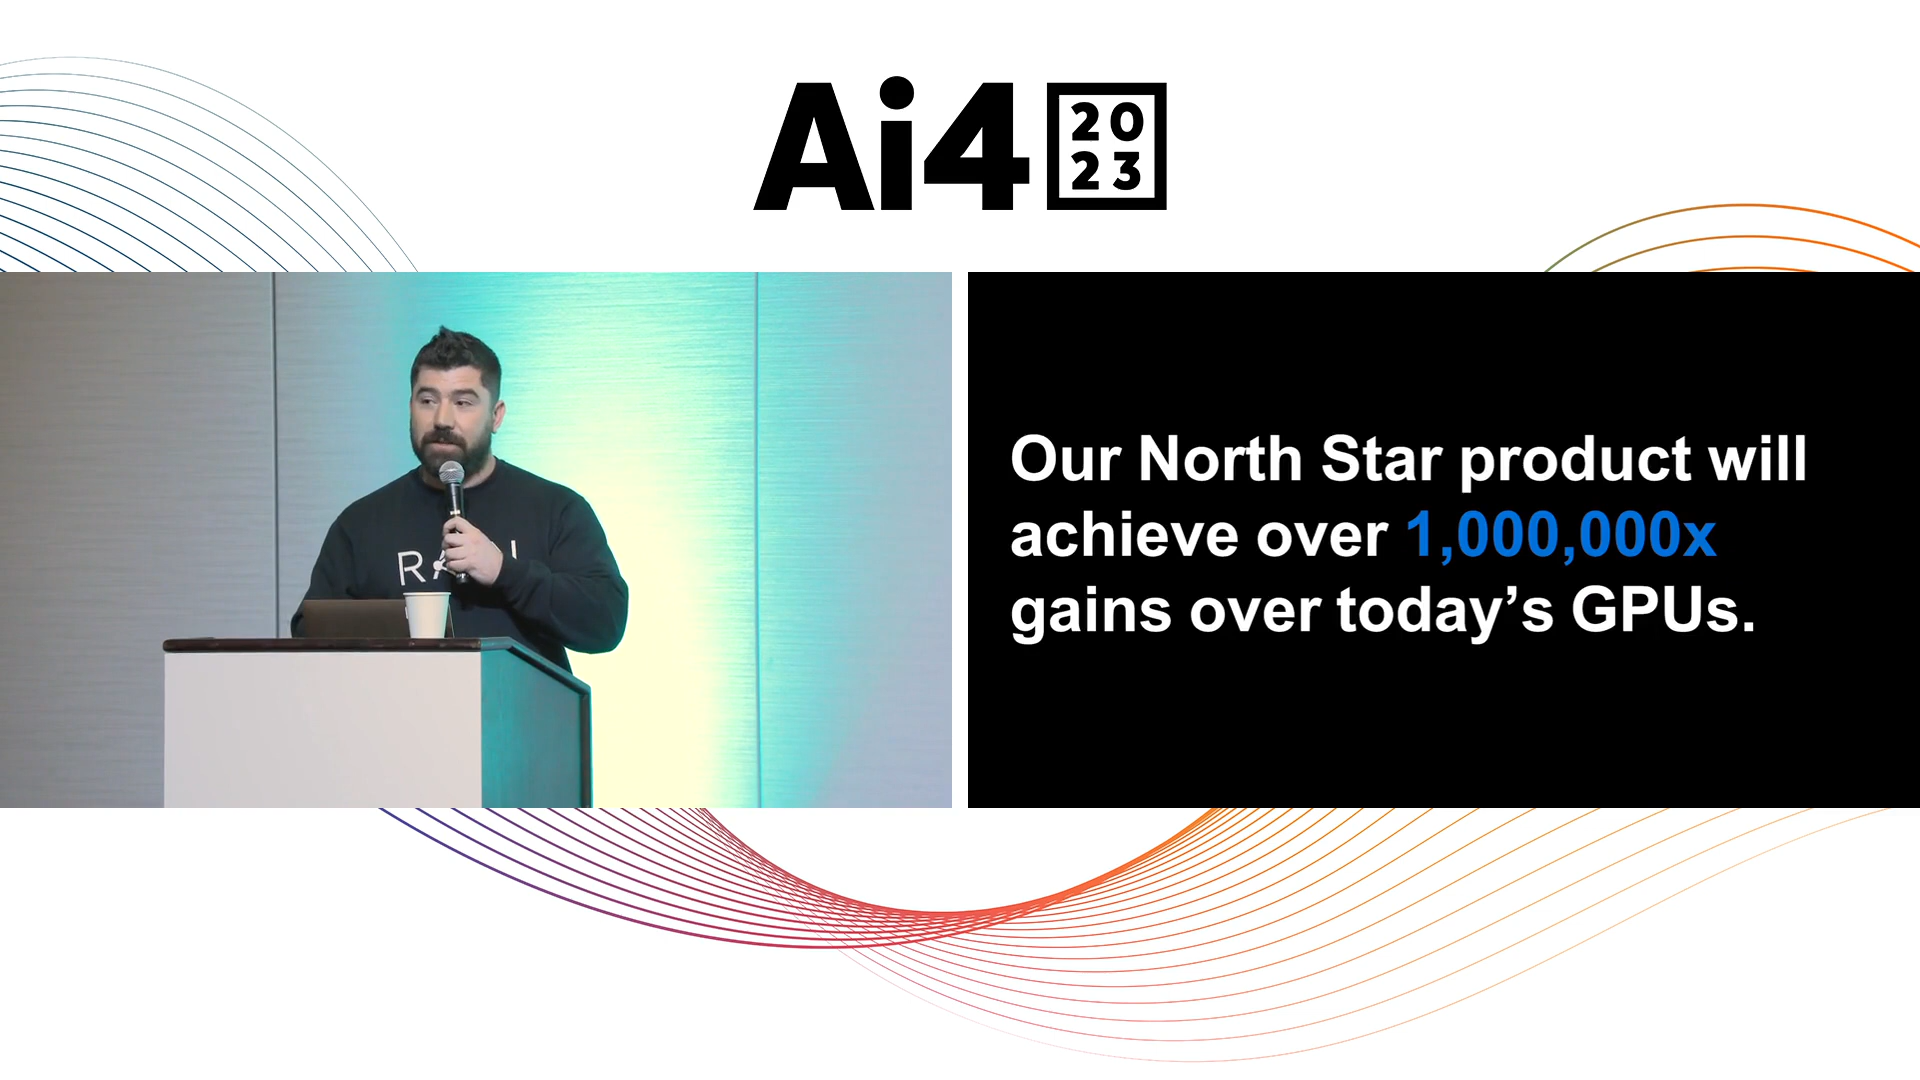 Ai4
20
23
Our North Star product will
achieve over 1,000,000x
gains over today’s GPUs.